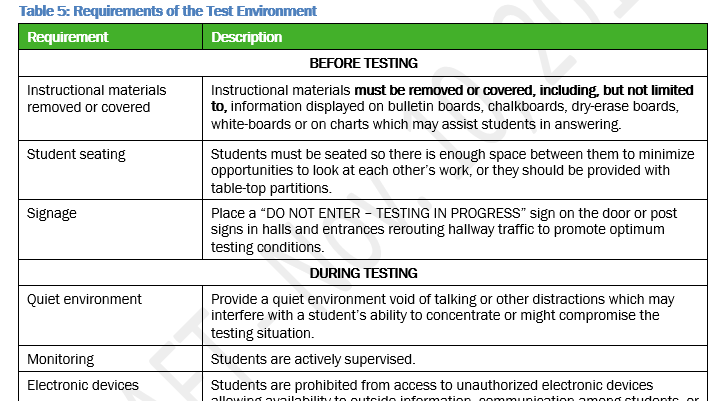 Table 5: Requirements of the Test Environment
Requirement
Description
BEFORE TESTING
Instructional materials
removed or covered
Instructional materials must be removed or covered, including, but not limited
to, information displayed on bulletin boards, chalkboards, dry-erase boards,
white-boards or on charts which may assist students in answering.
Student seating
Students must be seated so there is enough space between them to minimize
opportunities to look at each other's work, or they should be provided with
table-top partitions.
Signage
Place a “DO NOT ENTER – TESTING IN PROGRESS” sign on the door or post
signs in halls and entrances rerouting hallway traffic to promote optimum
testing conditions.
DURING TESTING
Quiet environment
Provide a quiet environment void of talking or other distractions which may
interfere with a student's ability to concentrate or might compromise the
testing situation.
Monitoring
Students are actively supervised.
Electronic devices
Students are prohibited from access to unauthorized electronic devices
allowing availability to outside information, communication among students, or